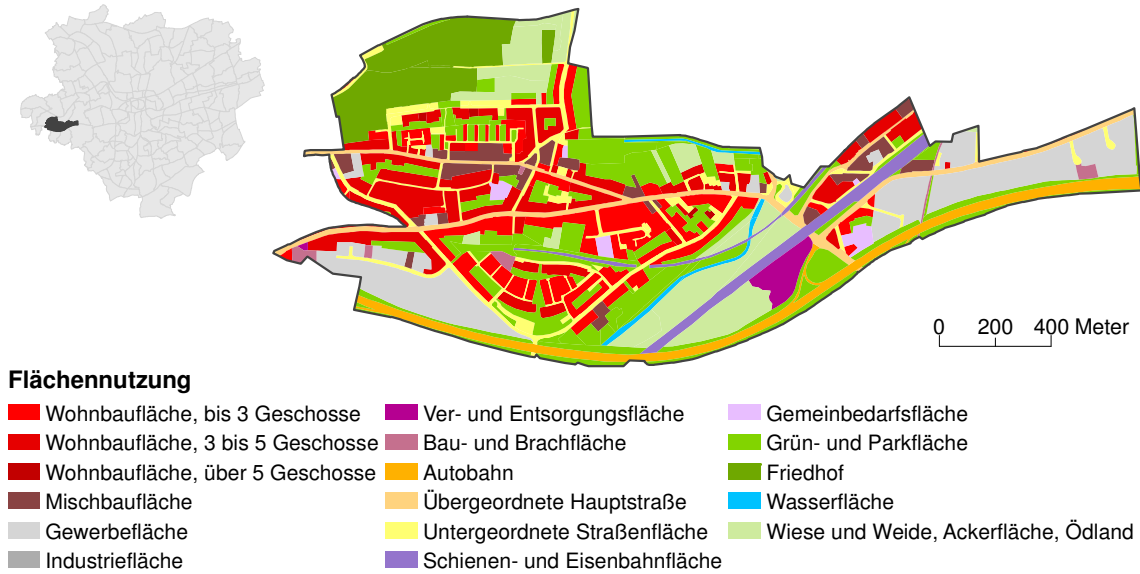 0 200 400 Meter
Flächennutzung
Wohnbaufläche, bis 3 Geschosse
Wohnbaufläche, 3 bis 5 Geschosse
Wohnbaufläche, über 5 Geschosse
Mischbaufläche
Gewerbefläche
Industriefläche
Ver- und Entsorgungsfläche
Bau- und Brachfläche
Autobahn
Übergeordnete Hauptstraße
Untergeordnete Straßenfläche
Schienen- und Eisenbahnfläche
Gemeinbedarfsfläche
Grün- und Parkfläche
Friedhof
Wasserfläche
Wiese und Weide, Ackerfläche, Ödland